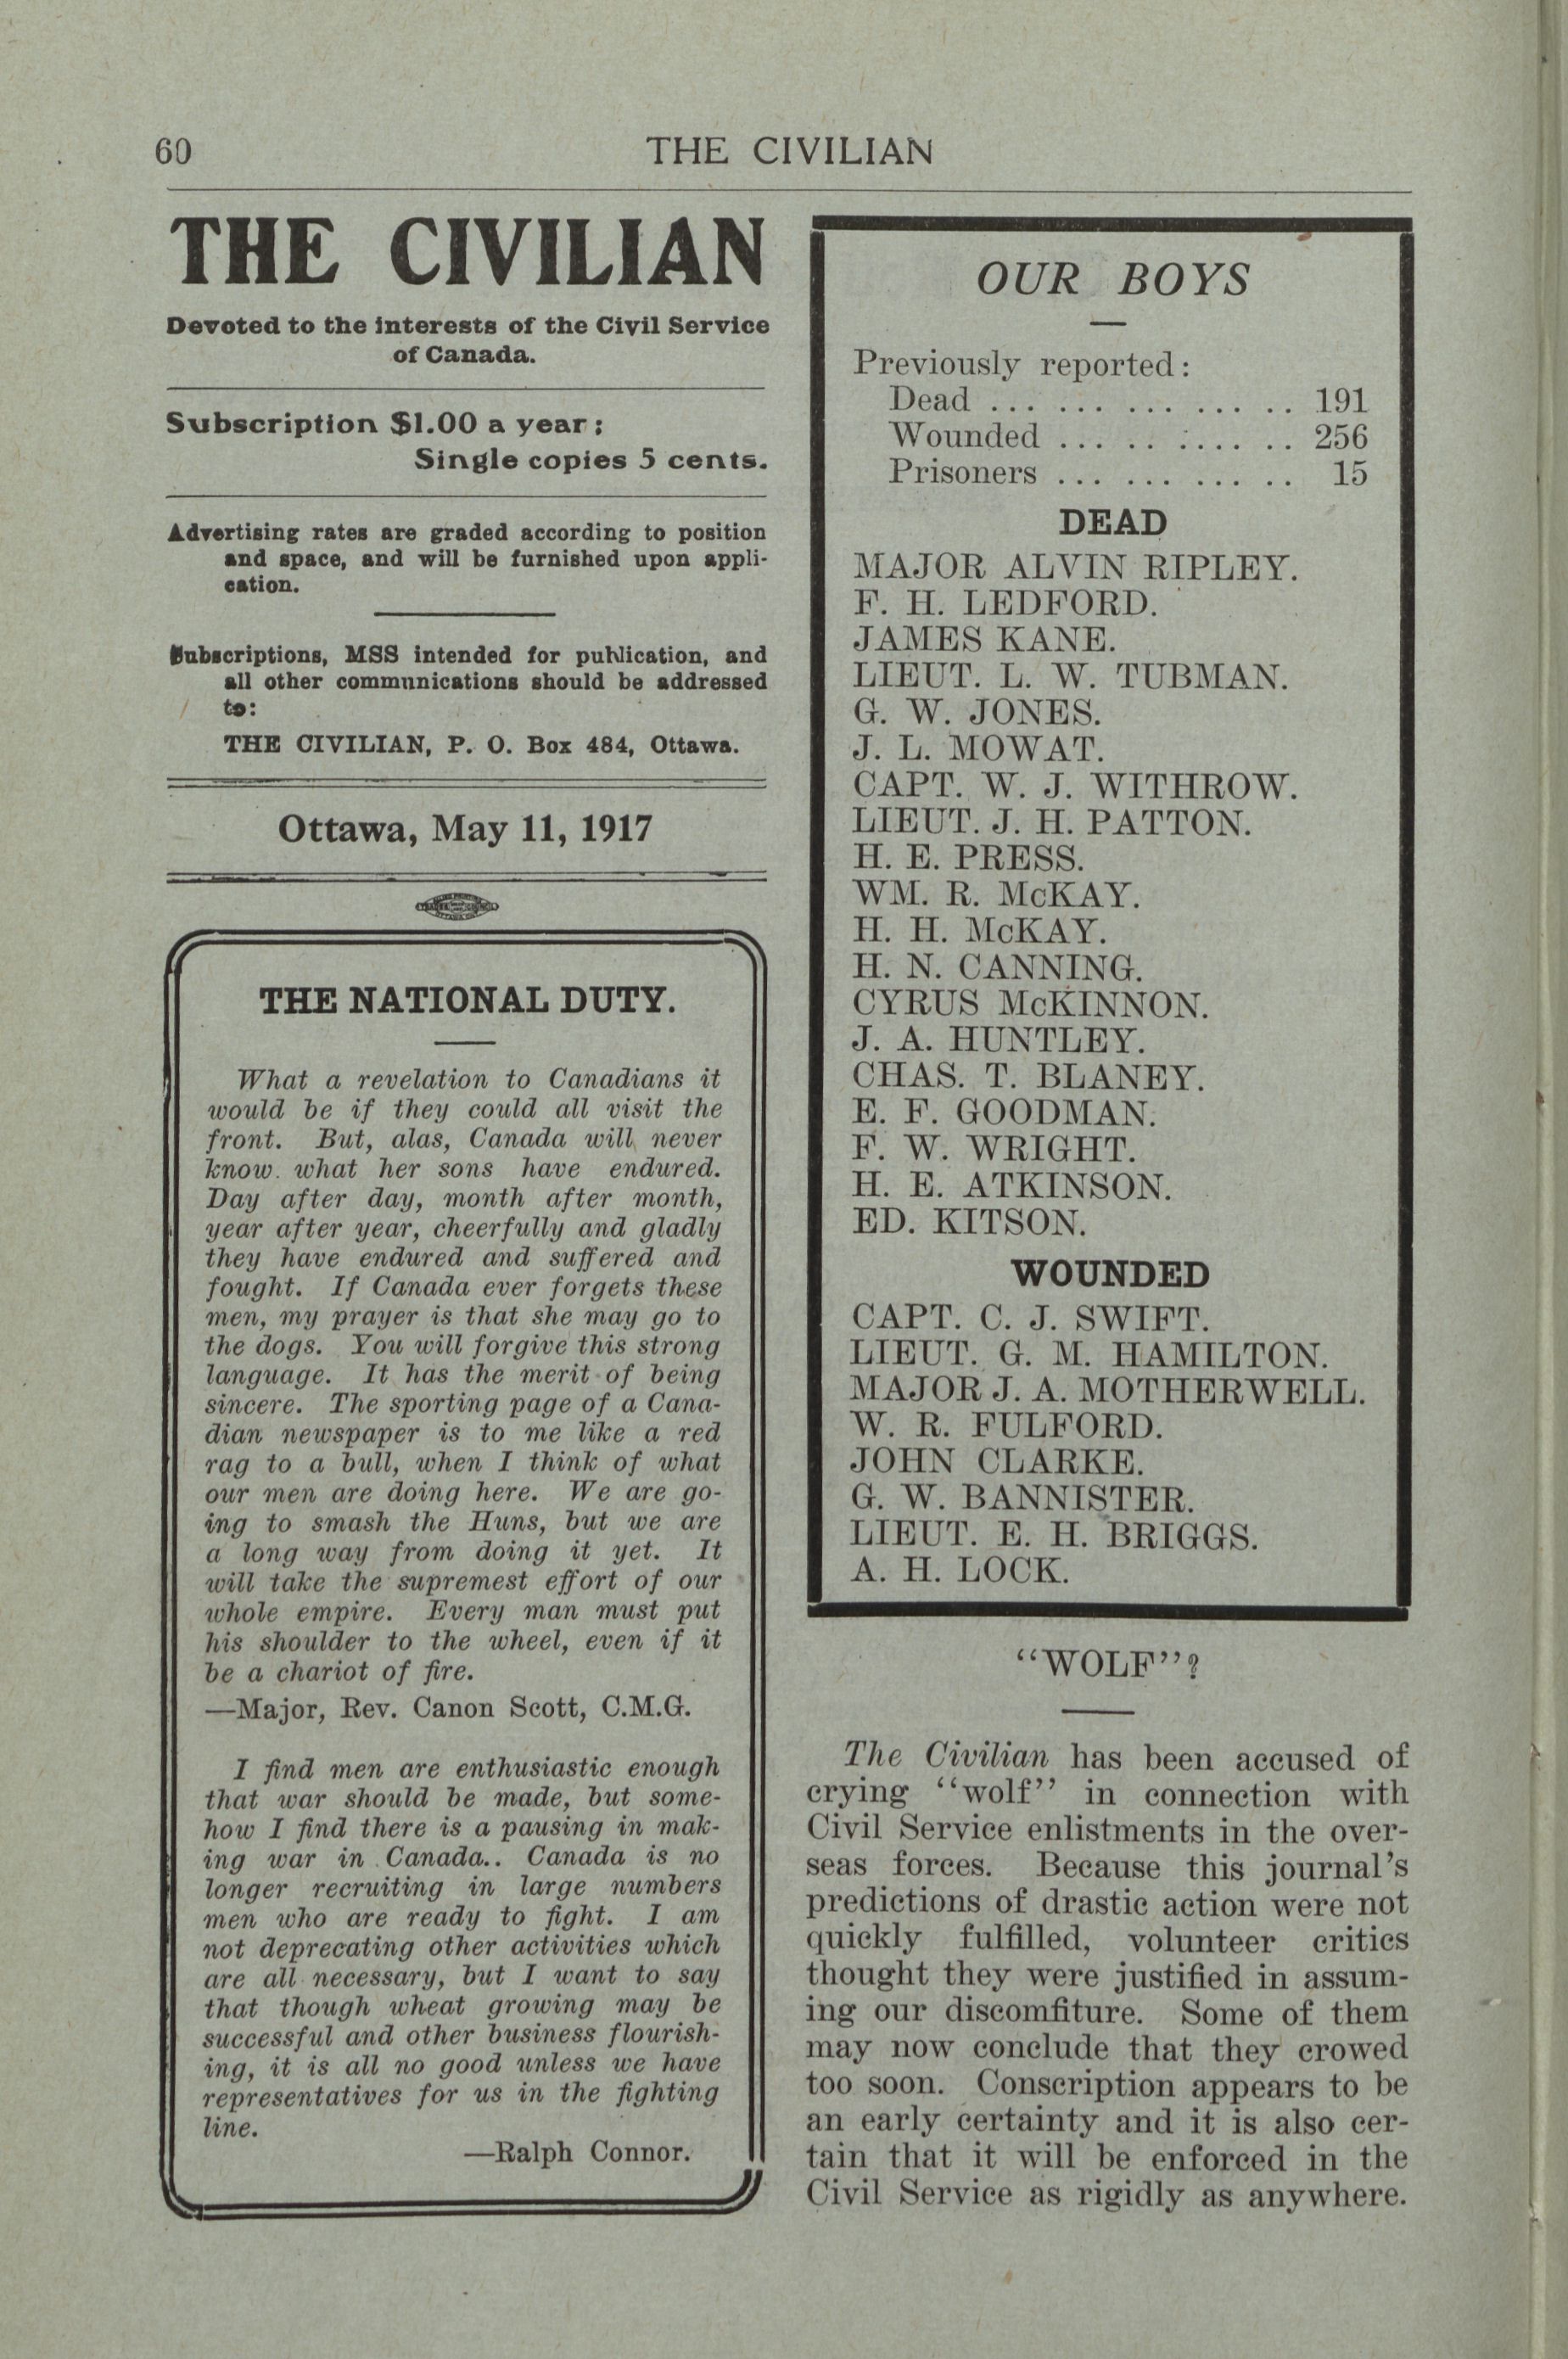 60
THE CIVILIAN
THE CIVILIAN
Devoted to the interests of the Civil Service
of Canada.
Subscription $1.00 a year;
Single copies 5 cents.
Advertising rates are graded according to position
and space, and will be furnished upon appli-
cation.
Subscriptions, MSS intended for publication, and
all other communications should be addressed
to:
THE CIVILIAN, P. O. Box 484, Ottawa.
Ottawa, May 11, 1917
THE NATIONAL DUTY.
What a revelation to Canadians it
would be if they could all visit the
front. But, alas, Canada will never
know what her sons have endured.
Day after day, month after month,
year after year, cheerfully and gladly
they have endured and suffered and
fought. If Canada ever forgets these
men, my prayer is that she may go to
the dogs. You will forgive this strong
language. It has the merit of being
sincere. The sporting page of a Cana-
dian newspaper is to me like a red
rag to a bull, when I think of what
our men are doing here. We are go-
ing to smash the Huns, but we are
a long way from doing it yet. It
will take the supremest effort of our
whole empire. Every man must put
his shoulder to the wheel, even if it
be a chariot of fire.
—Major, Rev. Canon Scott, C.M.G.
I find men are enthusiastic enough
that war should be made, but some-
how I find there is a pausing in mak-
ing war in Canada.. Canada is no
longer recruiting in large numbers
men who are ready to fight. I am
not deprecating other activities which
are all necessary, but I want to say
that though wheat growing may be
successful and other business flourish-
ing, it is all no good unless we have
representatives for us in the fighting
line.
—Ralph Connor.
OUR BOYS
Previously reported:
Dead ... ... ... ... .. 191
Wounded ... .. .... .. 256
Prisoners ... ... ... .. 15
DEAD
MAJOR ALVIN RIPLEY.
F. H. LEDFORD.
JAMES KANE.
LIEUT. L. W. TUBMAN.
G. W. JONES.
J. L. MOWAT.
CAPT. W. J. WITHROW.
LIEUT. J. H. PATTON.
H. E. PRESS.
WM. R. McKAY.
H. H. McKAY.
H. N. CANNING.
CYRUS McKINNON.
J. A. HUNTLEY.
CHAS. T. BLANEY.
E. F. GOODMAN.
F. W. WRIGHT.
H. E. ATKINSON.
ED. KITSON.
WOUNDED
CAPT. C. J. SWIFT.
LIEUT. G. M. HAMILTON.
MAJOR J. A. MOTHERWELL.
W. R. FULFORD.
JOHN CLARKE.
G. W. BANNISTER.
LIEUT. E. H. BRIGGS.
A. H. LOCK.
"WOLF"?
The Civilian has been accused of
crying "wolf" in connection with
Civil Service enlistments in the over-
seas forces. Because this journal's
predictions of drastic action were not
quickly fulfilled, volunteer critics
thought they were justified in assum-
ing our discomfiture. Some of them
may now conclude that they crowed
too soon. Conscription appears to be
an early certainty and it is also cer-
tain that it will be enforced in the
Civil Service as rigidly as anywhere.